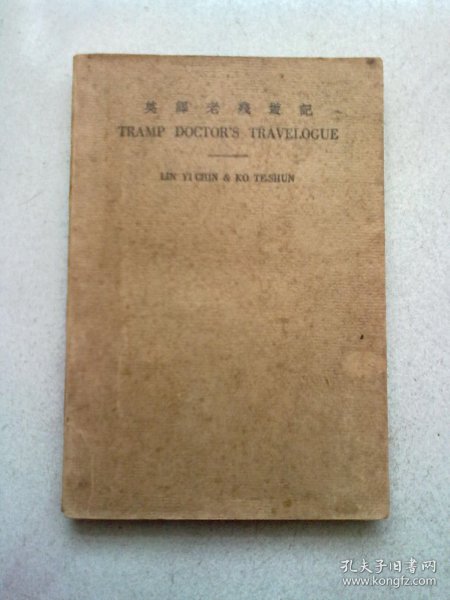 英譯老殘遊記
TRAMP DOCTOR'S TRAVELOGUE
LIN YI CHIN & KO TE-SHUN
孔夫子旧书网
www.kongfz.com